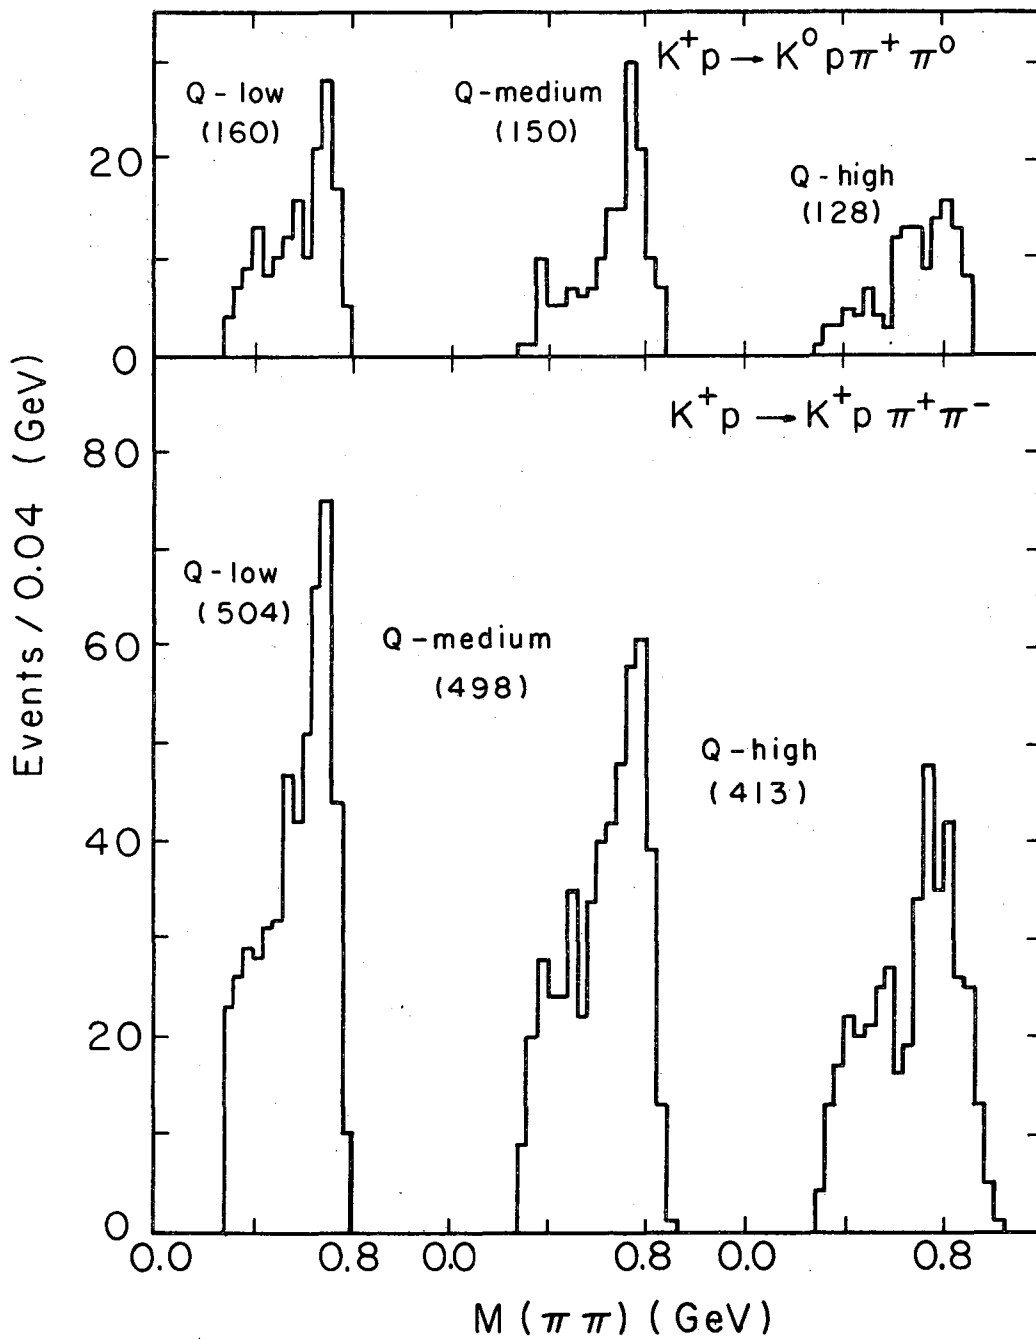 K⁺p → K⁰pπ⁺π⁰
Q-low
(160)
Q-medium
(150)
Q-high
(128)
20
0
K⁺p → K⁺pπ⁺π⁻
80
60
40
20
0
Q-low
(504)
Q-medium
(498)
Q-high
(413)
Events/0.04 (GeV)
0.0 0.8 0.0 0.8 0.0 0.8
M(ππ) (GeV)